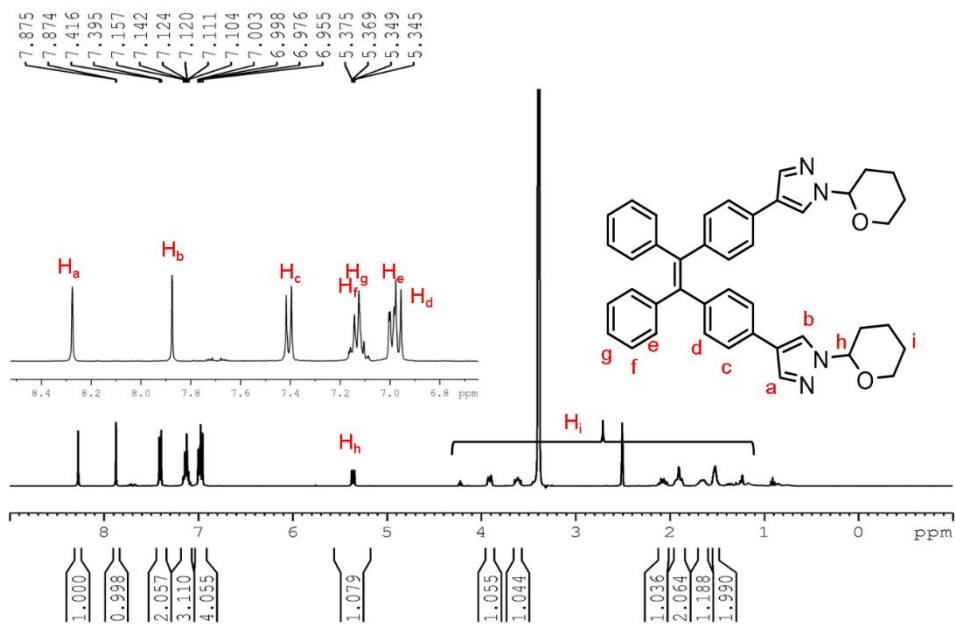 7.875
7.874
7.416
7.395
7.157
7.142
7.124
7.120
7.111
7.104
7.003
6.998
6.976
6.955
5.375
5.369
5.349
5.345
Ha
Hb
Hc
Hg
Hf
He
Hd
8.4 8.2 8.0 7.8 7.6 7.4 7.2 7.0 6.8 ppm
N
N
O
b
h
i
g
f
e
d
c
a
N
N
O
Hh
Hi
8 7 6 5 4 3 2 1 0 ppm
1.000
0.998
2.057
3.110
4.055
1.079
1.055
1.044
1.036
2.064
1.188
1.990